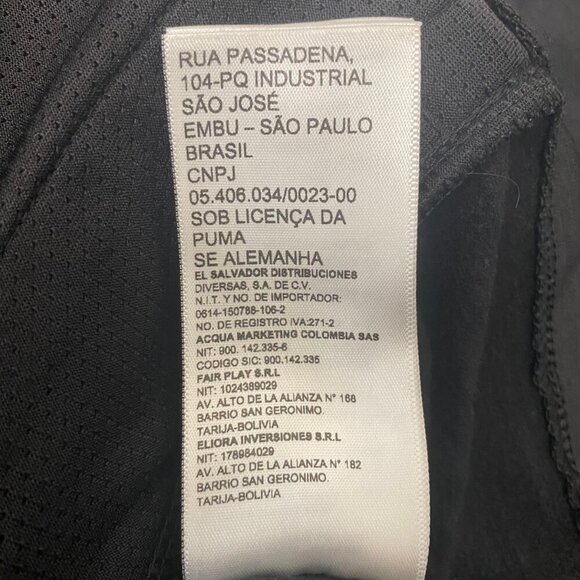 RUA PASSADENA,
104-PQ INDUSTRIAL
SÃO JOSÉ
EMBU – SÃO PAULO
BRASIL
CNPJ
05.406.034/0023-00
SOB LICENÇA DA
PUMA
SE ALEMANHA
EL SALVADOR DISTRIBUCIONES
DIVERSAS, S.A. DE C.V.
N.I.T. Y NO. DE IMPORTADOR:
0614-150788-106-2
NO. DE REGISTRO IVA:271-2
ACQUA MARKETING COLOMBIA SAS
NIT: 900. 142.335-6
CODIGO SIC: 900.142.335
FAIR PLAY S.R.L
NIT: 1024389029
AV. ALTO DE LA ALIANZA N° 168
BARRIO SAN GERONIMO.
TARIJA-BOLIVIA
ELIORA INVERSIONES S.R.L
NIT: 178984029
AV. ALTO DE LA ALIANZA N° 182
BARRIO SAN GERONIMO.
TARIJA-BOLIVIA